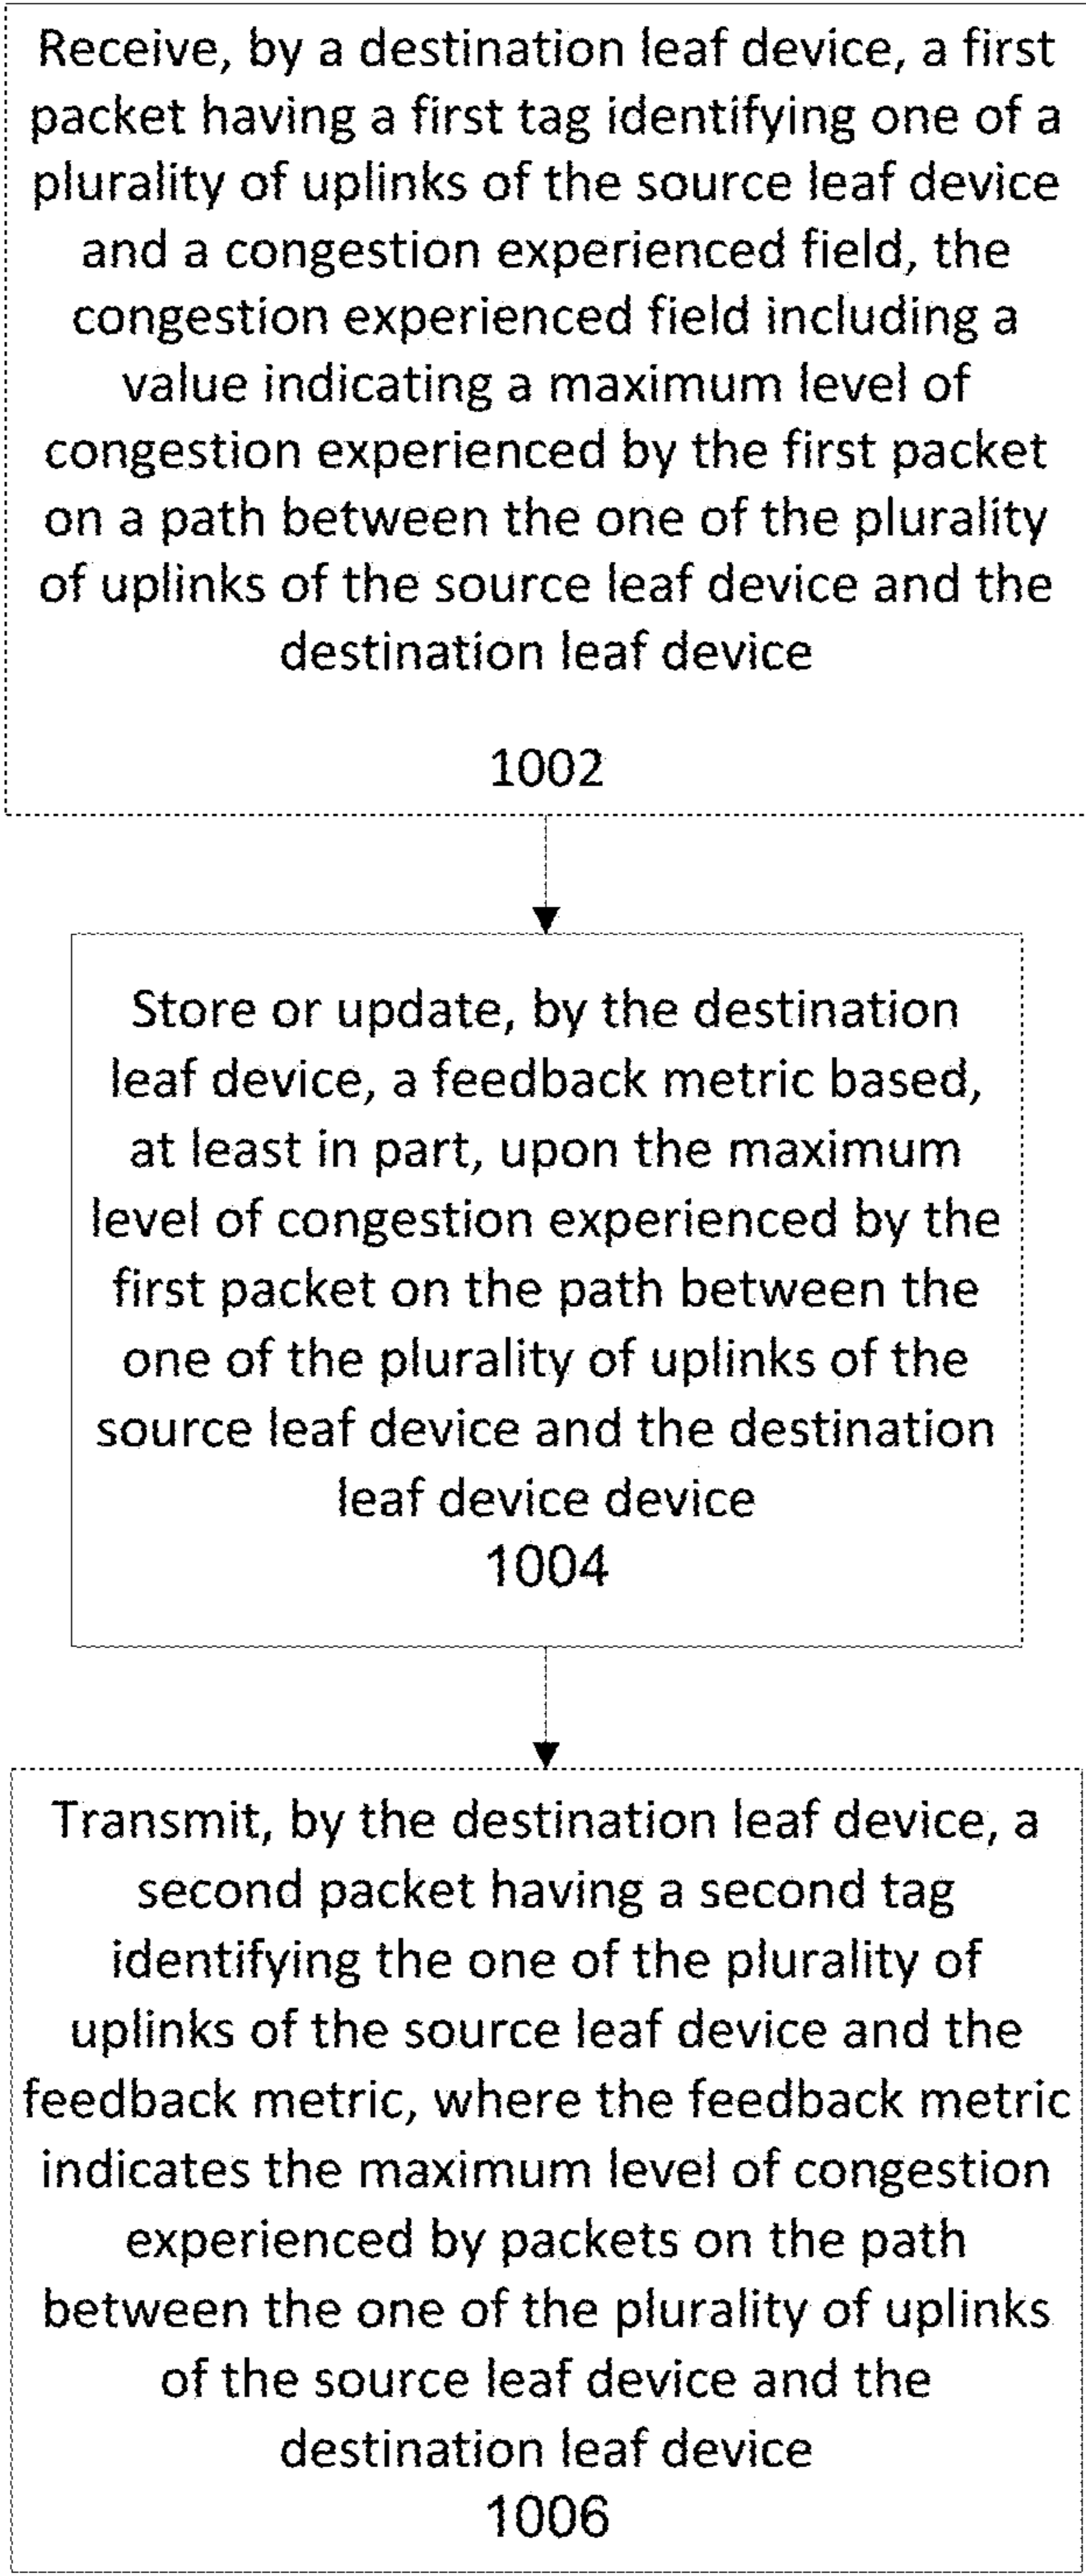 Receive, by a destination leaf device, a first
packet having a first tag identifying one of a
plurality of uplinks of the source leaf device
and a congestion experienced field, the
congestion experienced field including a
value indicating a maximum level of
congestion experienced by the first packet
on a path between the one of the plurality
of uplinks of the source leaf device and the
destination leaf device
1002
Store or update, by the destination
leaf device, a feedback metric based,
at least in part, upon the maximum
level of congestion experienced by the
first packet on the path between the
one of the plurality of uplinks of the
source leaf device and the destination
leaf device device
1004
Transmit, by the destination leaf device, a
second packet having a second tag
identifying the one of the plurality of
uplinks of the source leaf device and the
feedback metric, where the feedback metric
indicates the maximum level of congestion
experienced by packets on the path
between the one of the plurality of uplinks
of the source leaf device and the
destination leaf device
1006